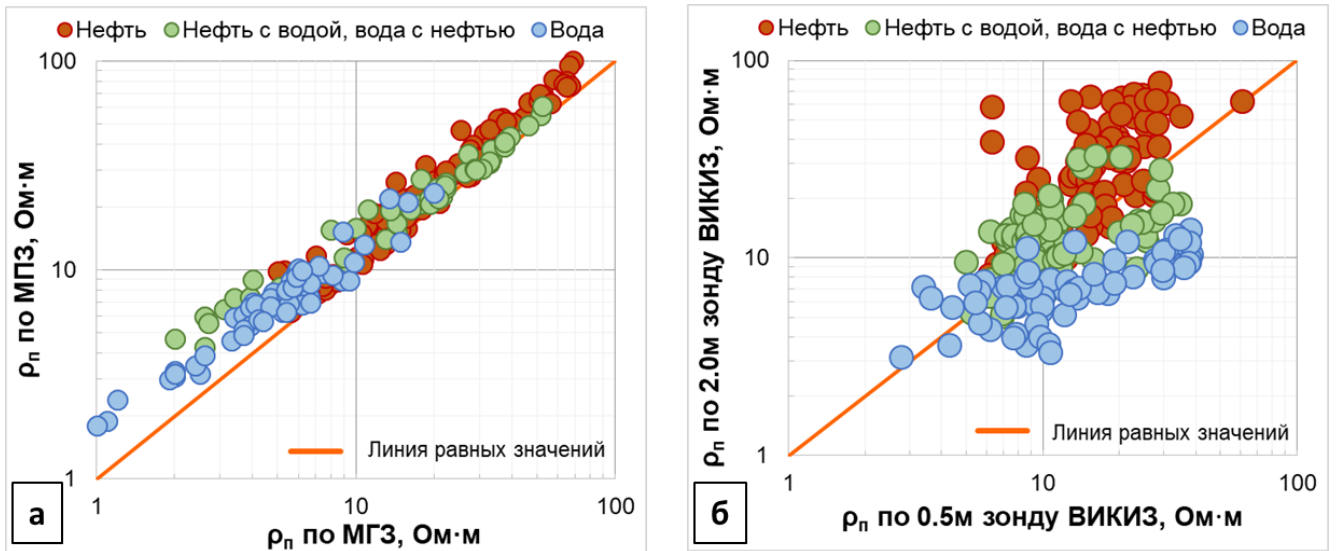 Нефть Нефть с водой, вода с нефтью Вода
100
10
1
ρп по МПЗ, Ом·м
Линия равных значений
1 10 100
ρп по МГЗ, Ом·м
а
Нефть Нефть с водой, вода с нефтью Вода
100
10
1
ρп по 2.0м зонду ВИКИЗ, Ом·м
Линия равных значений
1 10 100
ρп по 0.5м зонду ВИКИЗ, Ом·м
б